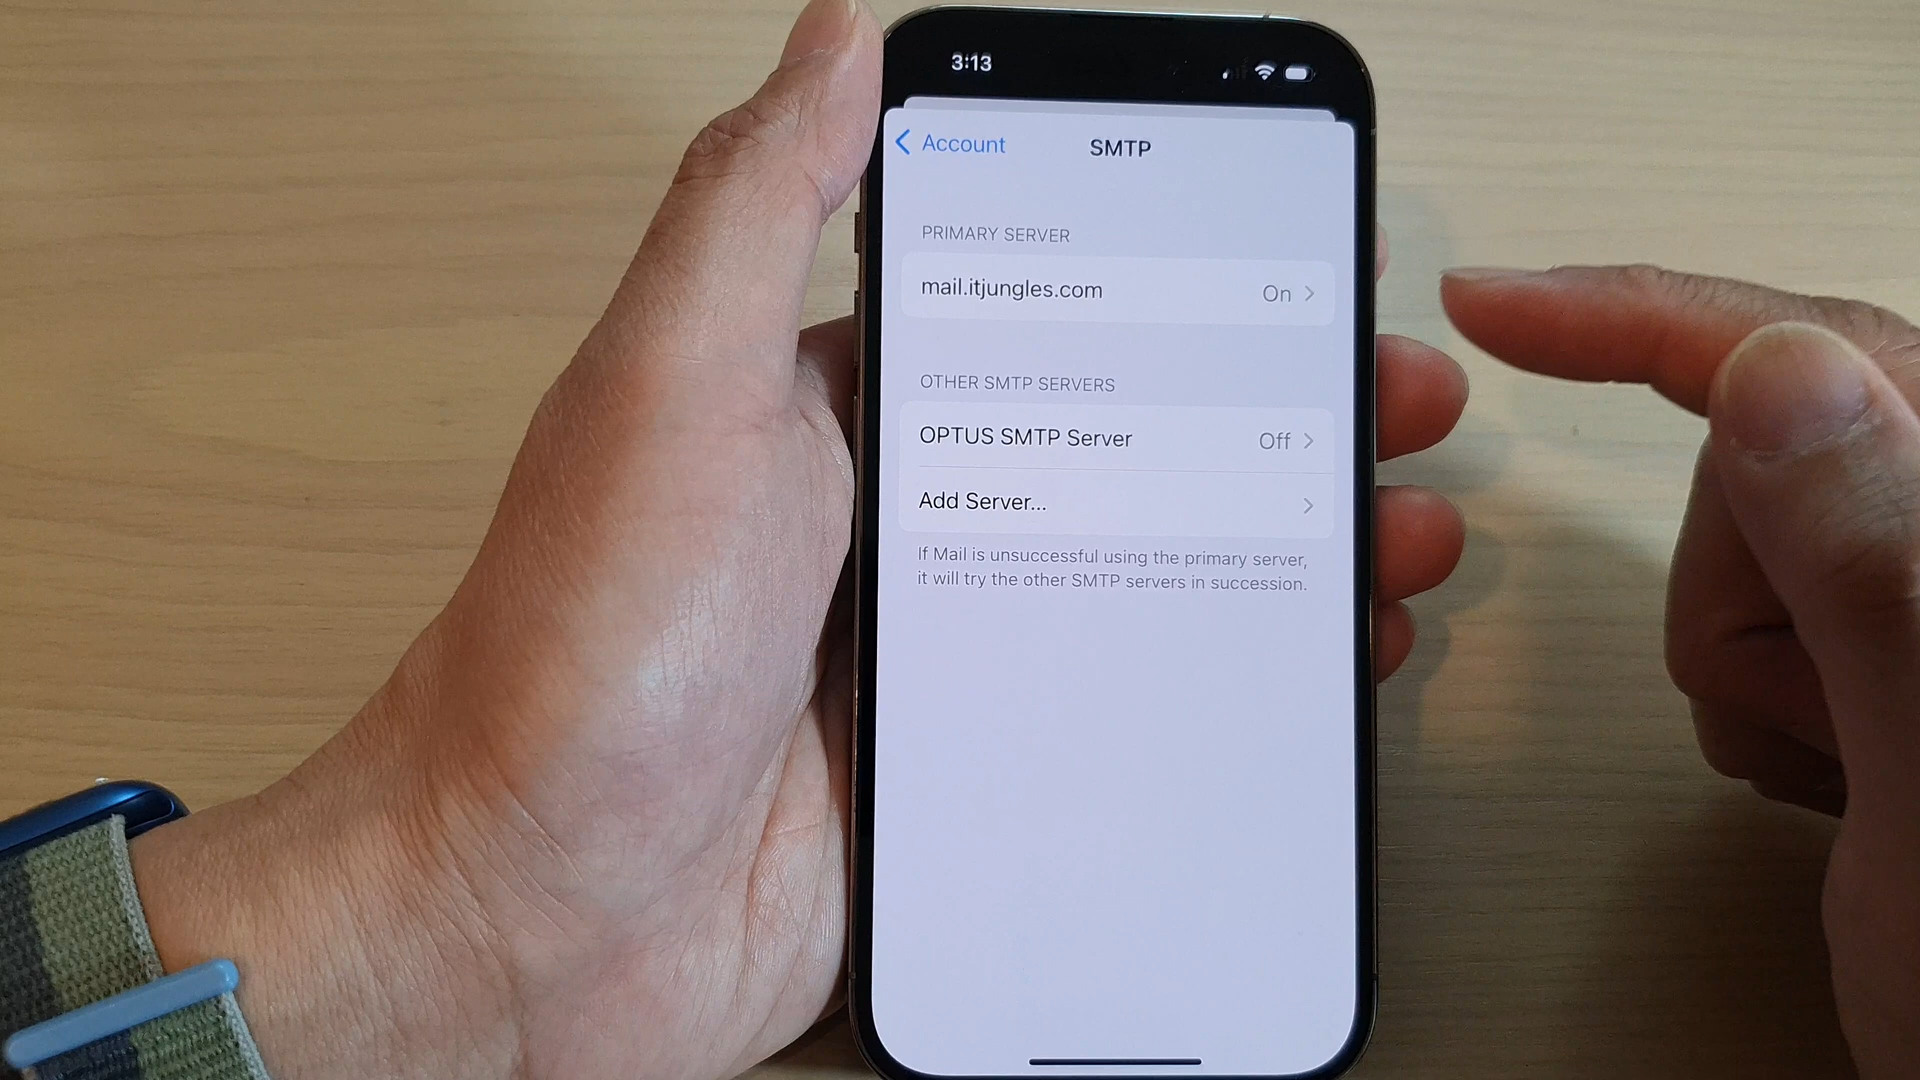 3:13
Account
SMTP
PRIMARY SERVER
mail.itjungles.com On
OTHER SMTP SERVERS
OPTUS SMTP Server Off
Add Server...
If Mail is unsuccessful using the primary server,
it will try the other SMTP servers in succession.